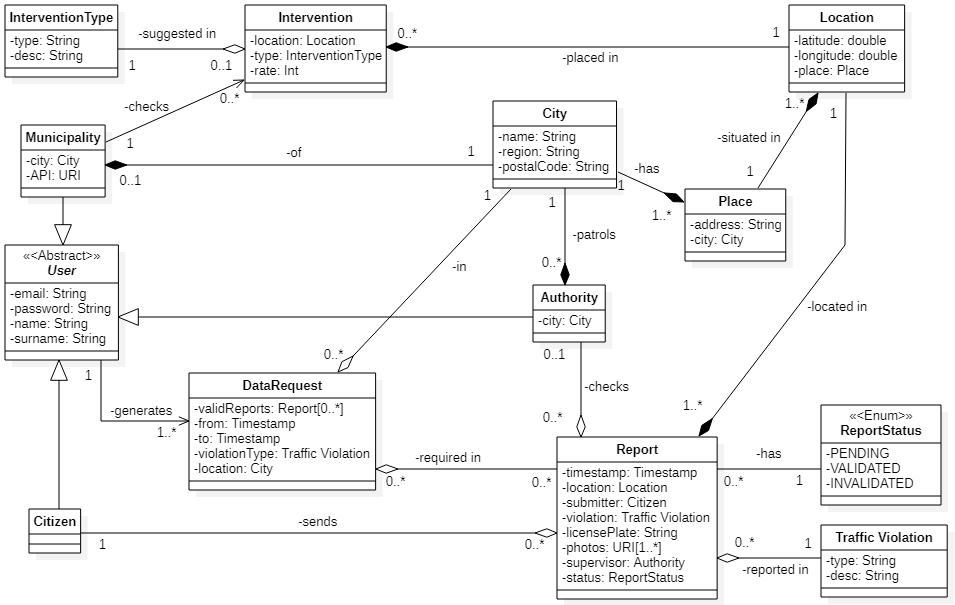 InterventionType
-type: String
-desc: String
-suggested in
1
0..1
Intervention
-location: Location
-type: InterventionType
-rate: Int
0..*
1
-placed in
Location
-latitude: double
-longitude: double
-place: Place
-checks
0..*
1
Municipality
-city: City
-API: URI
-of
0..1
1
City
-name: String
-region: String
-postalCode: String
1..*
1
-situated in
1
-has
1
1..*
Place
-address: String
-city: City
1
1
-patrols
0..*
-in
0..*
«<Abstract>»
User
-email: String
-password: String
-name: String
-surname: String
Authority
-city: City
-located in
1..*
0..1
-checks
0..*
1
-generates
1..*
DataRequest
-validReports: Report[0..*]
-from: Timestamp
-to: Timestamp
-violationType: Traffic Violation
-location: City
-required in
0..*
0..*
Report
-timestamp: Timestamp
-location: Location
-submitter: Citizen
-violation: Traffic Violation
-licensePlate: String
-photos: URI[1..*]
-supervisor: Authority
-status: ReportStatus
-has
0..*
1
«<Enum>»
ReportStatus
-PENDING
-VALIDATED
-INVALIDATED
Citizen
-sends
1
0..*
0..*
1
-reported in
Traffic Violation
-type: String
-desc: String